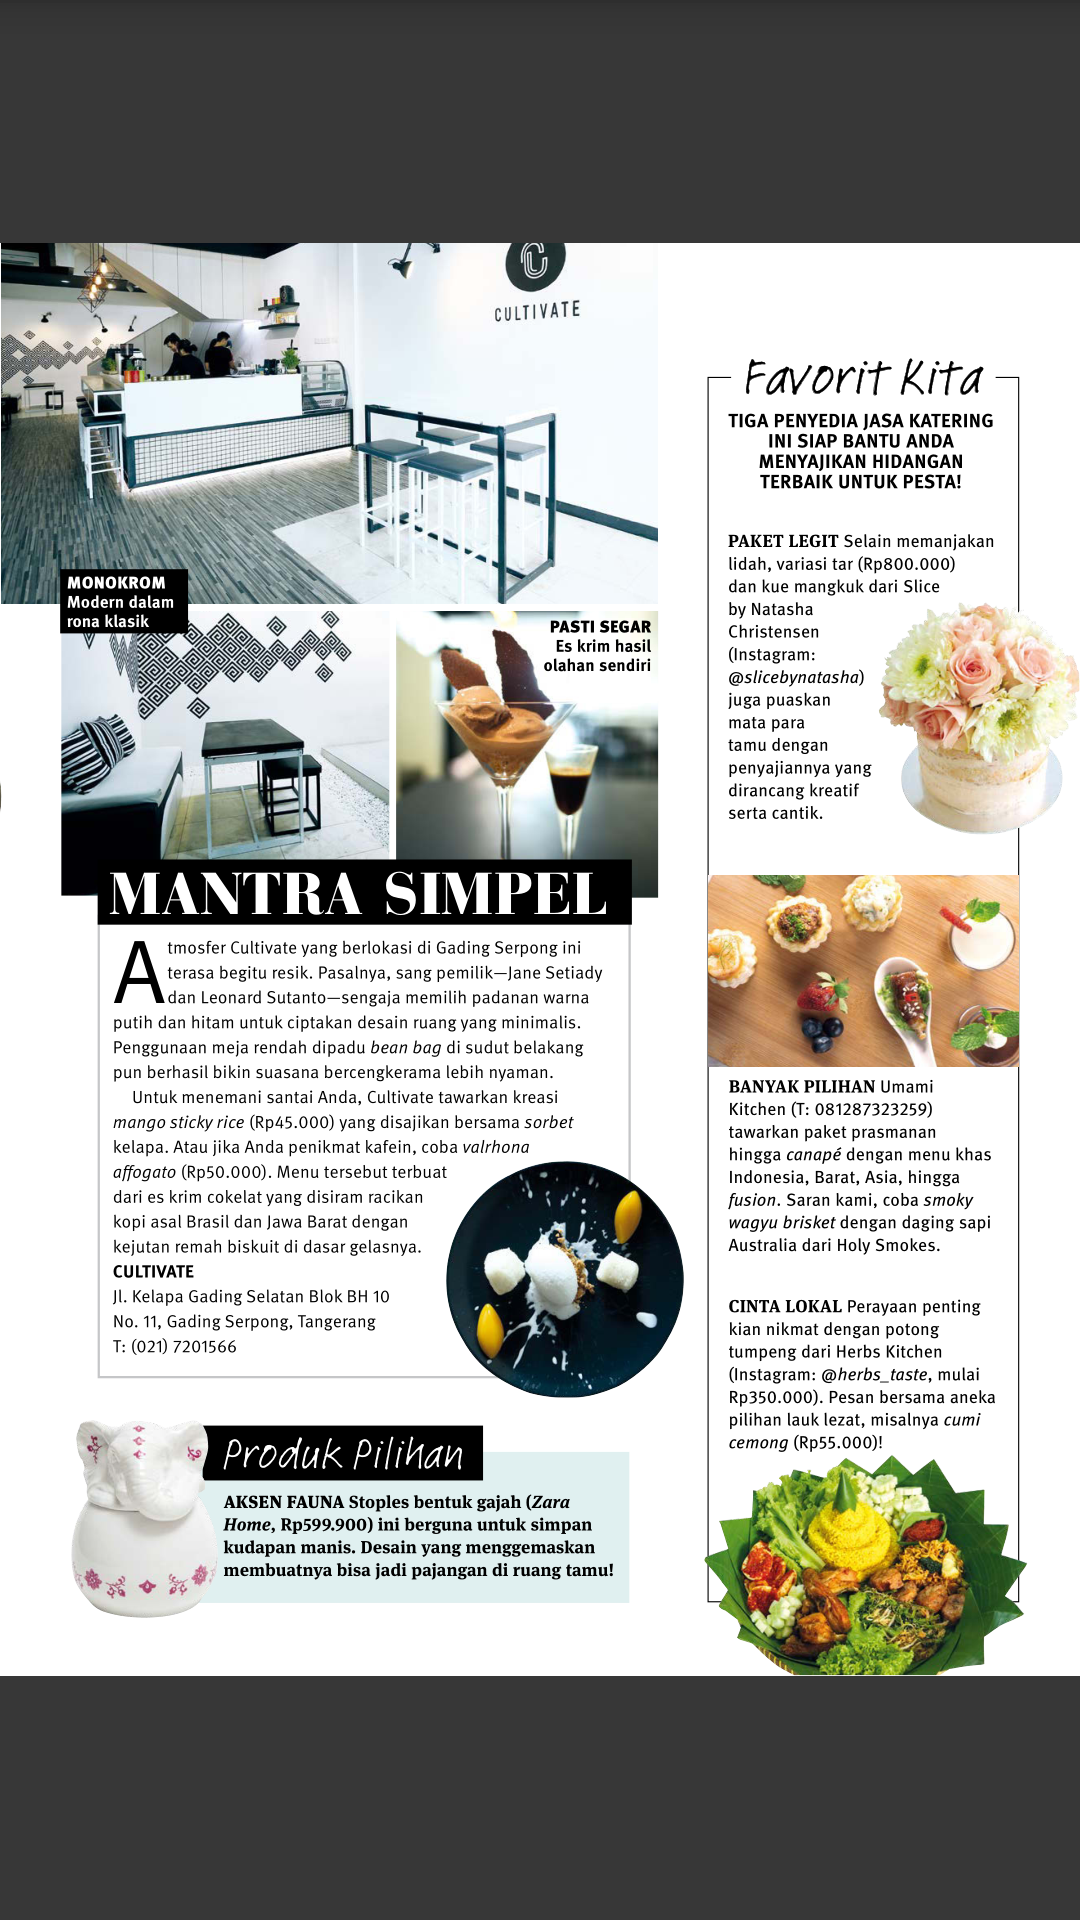 CULTIVATE
MONOKROM
Modern dalam
rona klasik
PASTI SEGAR
Es krim hasil
olahan sendiri
MANTRA SIMPEL
Atmosfer Cultivate yang berlokasi di Gading Serpong ini
terasa begitu resik. Pasalnya, sang pemilik—Jane Setiady
dan Leonard Sutanto—sengaja memilih padanan warna
putih dan hitam untuk ciptakan desain ruang yang minimalis.
Penggunaan meja rendah dipadu bean bag di sudut belakang
pun berhasil bikin suasana bercengkerama lebih nyaman.
Untuk menemani santai Anda, Cultivate tawarkan kreasi
mango sticky rice (Rp45.000) yang disajikan bersama sorbet
kelapa. Atau jika Anda penikmat kafein, coba valrhona
affogato (Rp50.000). Menu tersebut terbuat
dari es krim cokelat yang disiram racikan
kopi asal Brasil dan Jawa Barat dengan
kejutan remah biskuit di dasar gelasnya.
CULTIVATE
Jl. Kelapa Gading Selatan Blok BH 10
No. 11, Gading Serpong, Tangerang
T: (021) 7201566
Produk Pilihan
AKSEN FAUNA Stoples bentuk gajah (Zara
Home, Rp599.900) ini berguna untuk simpan
kudapan manis. Desain yang menggemaskan
membuatnya bisa jadi pajangan di ruang tamu!
Favorit Kita
TIGA PENYEDIA JASA KATERING
INI SIAP BANTU ANDA
MENYAJIKAN HIDANGAN
TERBAIK UNTUK PESTA!
PAKET LEGIT Selain memanjakan
lidah, variasi tar (Rp800.000)
dan kue mangkuk dari Slice
by Natasha
Christensen
(Instagram:
@slicebynatasha)
juga puaskan
mata para
tamu dengan
penyajiannya yang
dirancang kreatif
serta cantik.
BANYAK PILIHAN Umami
Kitchen (T: 081287323259)
tawarkan paket prasmanan
hingga canapé dengan menu khas
Indonesia, Barat, Asia, hingga
fusion. Saran kami, coba smoky
wagyu brisket dengan daging sapi
Australia dari Holy Smokes.
CINTA LOKAL Perayaan penting
kian nikmat dengan potong
tumpeng dari Herbs Kitchen
(Instagram: @herbs_taste, mulai
Rp350.000). Pesan bersama aneka
pilihan lauk lezat, misalnya cumi
cemong (Rp55.000)!